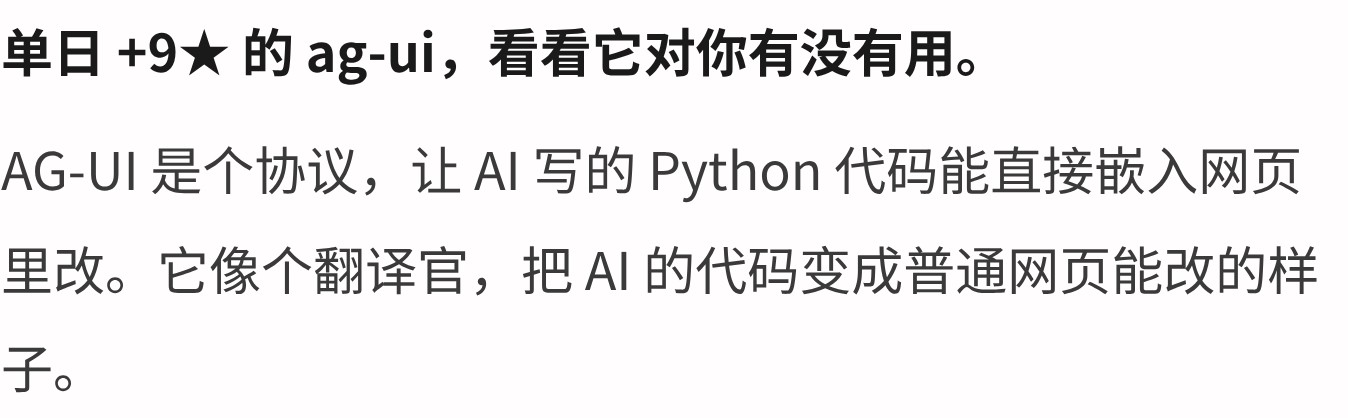 单日 +9★ 的 ag-ui，看看它对你有没有用。
AG-UI 是个协议，让 AI 写的 Python 代码能直接嵌入网页
里改。它像个翻译官，把 AI 的代码变成普通网页能改的样
子。